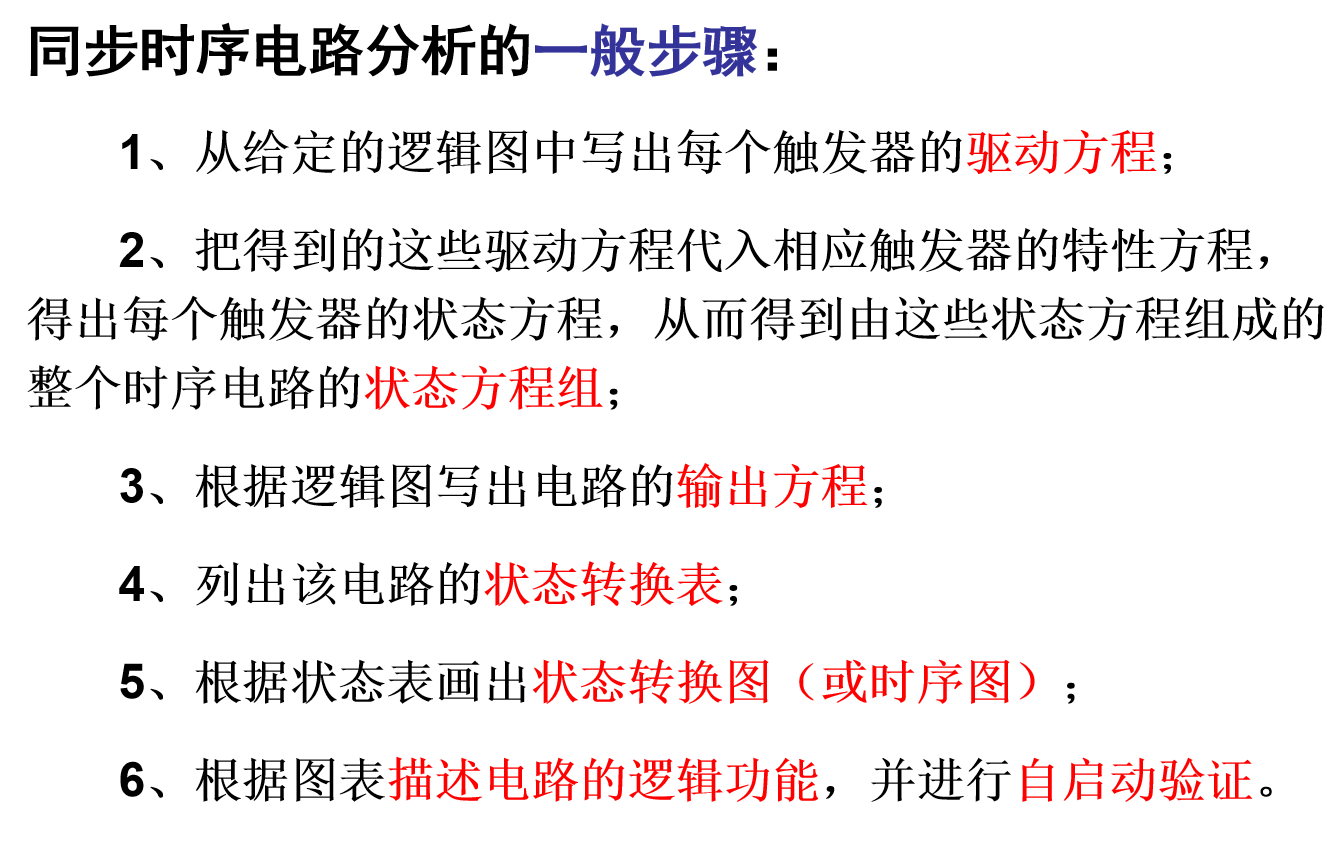 同步时序电路分析的一般步骤：
1、从给定的逻辑图中写出每个触发器的驱动方程；
2、把得到的这些驱动方程代入相应触发器的特性方程，
得出每个触发器的状态方程，从而得到由这些状态方程组成的
整个时序电路的状态方程组；
3、根据逻辑图写出电路的输出方程；
4、列出该电路的状态转换表；
5、根据状态表画出状态转换图（或时序图）；
6、根据图表描述电路的逻辑功能，并进行自启动验证。